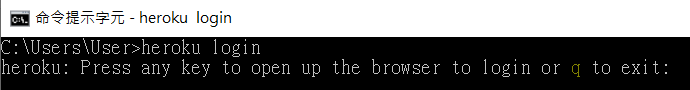 命令提示字元 - heroku login
C:\Users\User>heroku login
heroku: Press any key to open up the browser to login or q to exit: